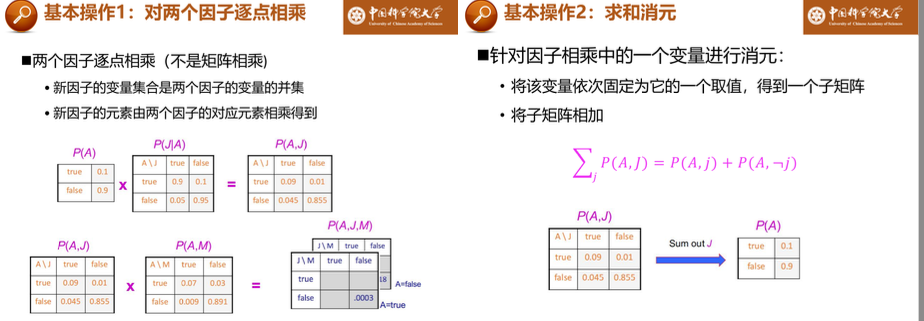 基本操作1：对两个因子逐点相乘
中国科学院大学
University of Chinese Academy of Sciences
■两个因子逐点相乘（不是矩阵相乘)
• 新因子的变量集合是两个因子的变量的并集
• 新因子的元素由两个因子的对应元素相乘得到
P(A)
true 0.1
false 0.9
x
P(J|A)
A \ J true false
true 0.9 0.1
false 0.05 0.95
=
P(A,J)
A \ J true false
true 0.09 0.01
false 0.045 0.855
P(A,J)
A \ J true false
true 0.09 0.01
false 0.045 0.855
x
P(A,M)
A \ M true false
true 0.07 0.03
false 0.009 0.891
=
P(A,J,M)
J \ M true false
J \ M true false
true 18
false .0003
A=false
A=true
基本操作2：求和消元
中国科学院大学
University of Chinese Academy of Sciences
■针对因子相乘中的一个变量进行消元：
• 将该变量依次固定为它的一个取值，得到一个子矩阵
• 将子矩阵相加
∑j P(A,J) = P(A,j) + P(A,¬j)
P(A,J)
A \ J true false
true 0.09 0.01
false 0.045 0.855
Sum out J
P(A)
true 0.1
false 0.9